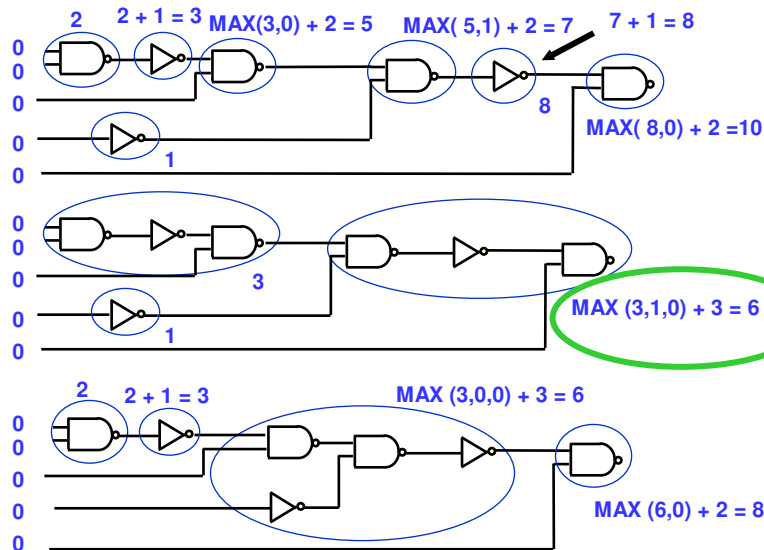 2
2 + 1 = 3
MAX(3,0) + 2 = 5
MAX( 5,1) + 2 = 7
7 + 1 = 8
0
0
0
0
0
8
1
MAX( 8,0) + 2 =10
0
0
0
0
0
3
1
MAX (3,1,0) + 3 = 6
2
2 + 1 = 3
MAX (3,0,0) + 3 = 6
0
0
0
0
0
MAX (6,0) + 2 = 8